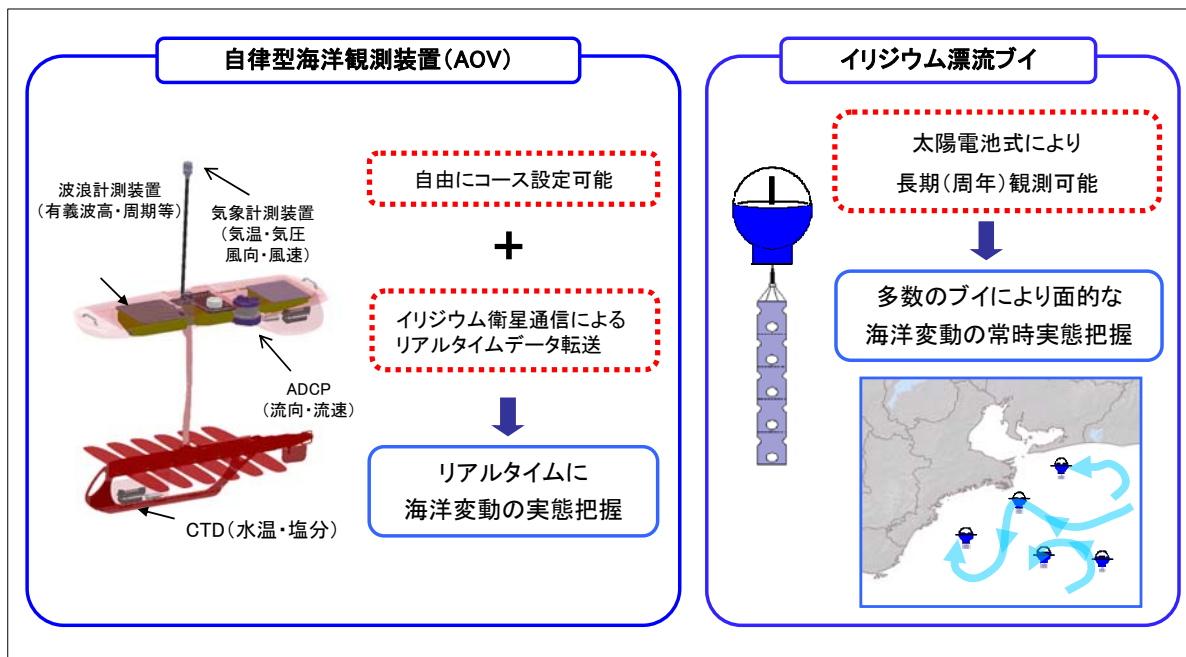 自律型海洋観測装置(AOV)
波浪計測装置
(有義波高・周期等)
気象計測装置
(気温・気圧
風向・風速)
ADCP
(流向・流速)
CTD(水温・塩分)
自由にコース設定可能
+
イリジウム衛星通信による
リアルタイムデータ転送
リアルタイムに
海洋変動の実態把握
イリジウム漂流ブイ
太陽電池式により
長期(周年)観測可能
多数のブイにより面的な
海洋変動の常時実態把握